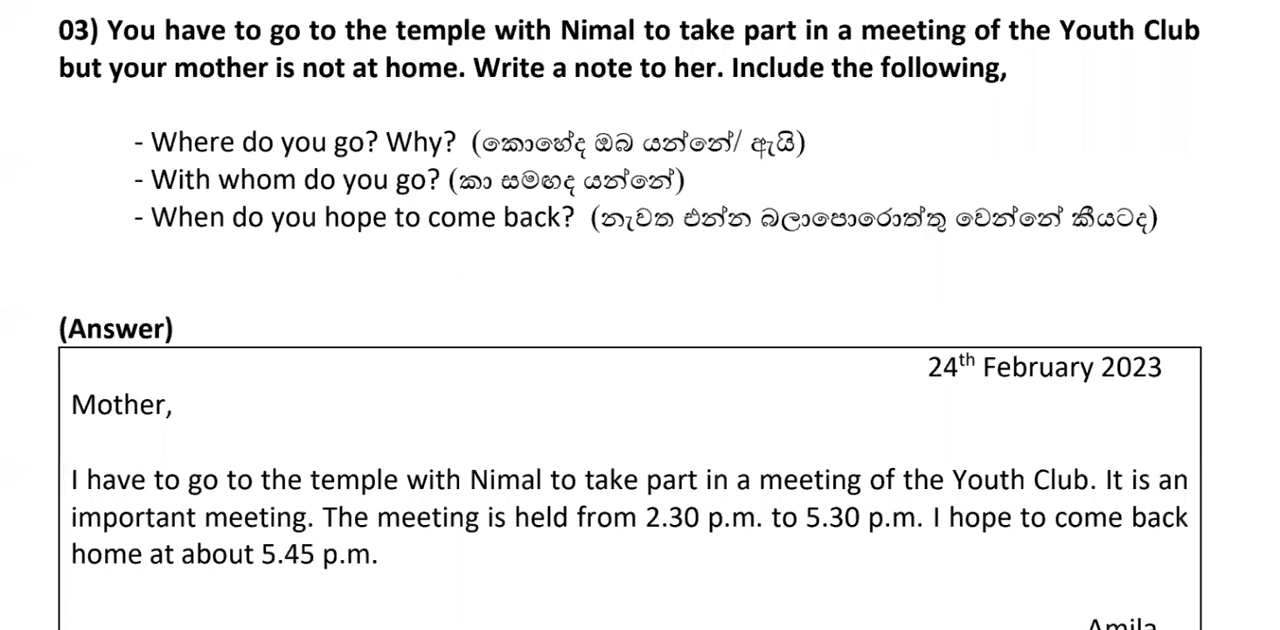 03) You have to go to the temple with Nimal to take part in a meeting of the Youth Club
but your mother is not at home. Write a note to her. Include the following,
- Where do you go? Why? (කොහේද ඔබ යන්නේ/ ඇයි)
- With whom do you go? (කා සමඟද යන්නේ)
- When do you hope to come back? (නැවත එන්න බලාපොරොත්තු වෙන්නේ කීයටද)
(Answer)
24th February 2023
Mother,
I have to go to the temple with Nimal to take part in a meeting of the Youth Club. It is an
important meeting. The meeting is held from 2.30 p.m. to 5.30 p.m. I hope to come back
home at about 5.45 p.m.
Amila